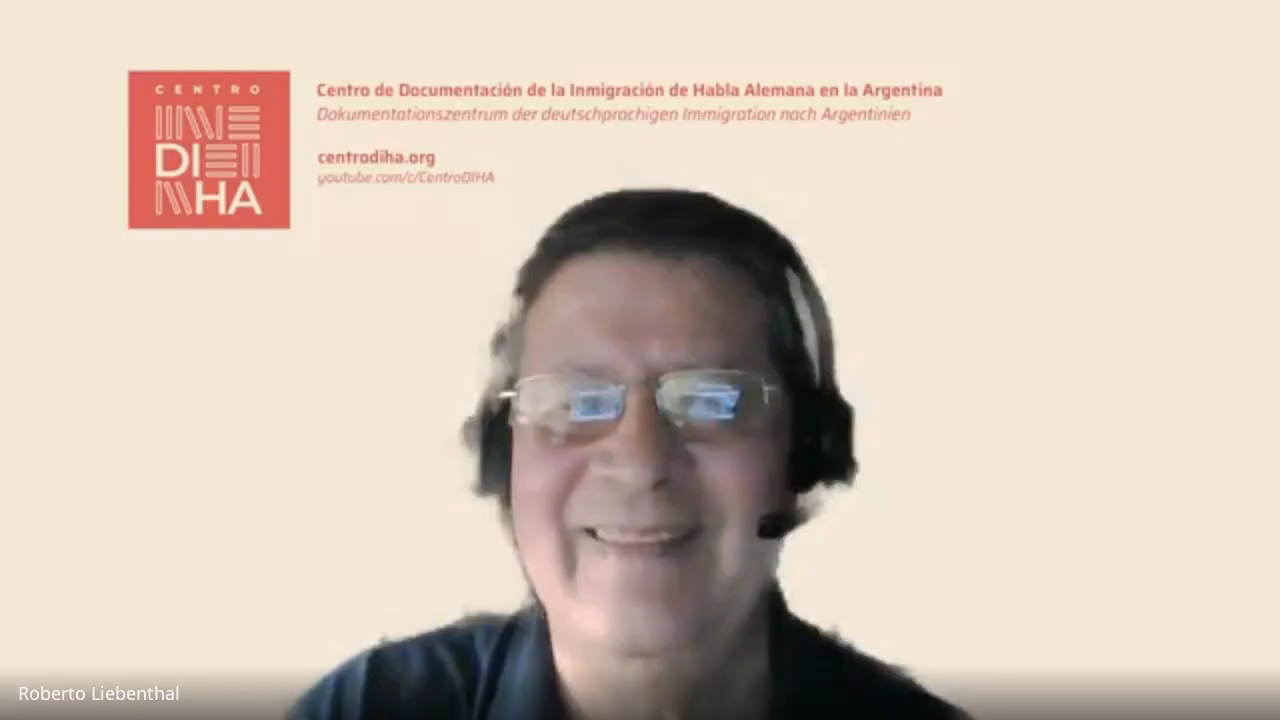 CENTRO
DI
HA
Centro de Documentación de la Inmigración de Habla Alemana en la Argentina
Dokumentationszentrum der deutschprachigen Immigration nach Argentinien
centrodiha.org
youtube.com/c/CentroDIHA
Roberto Liebenthal